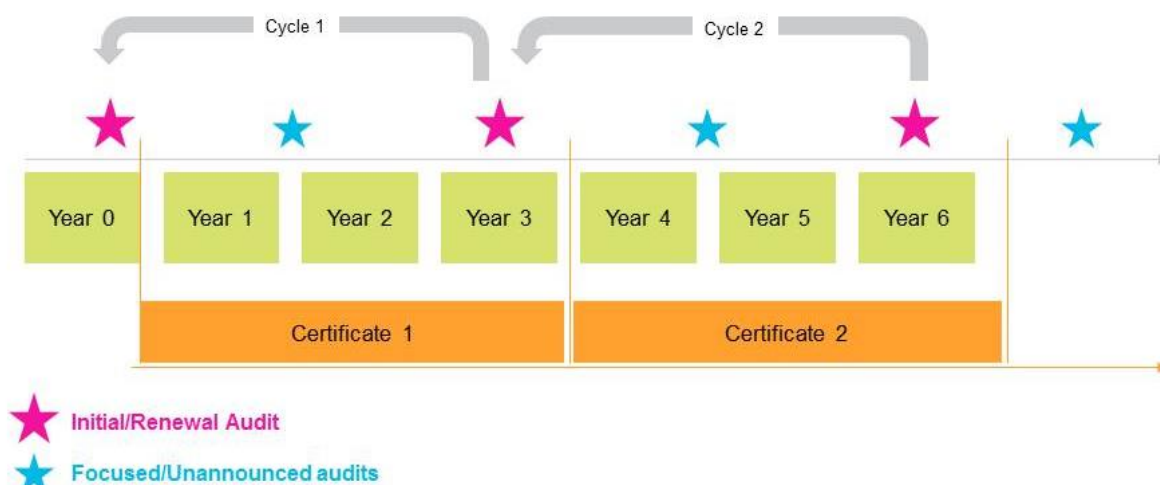 Cycle 1
Cycle 2
Year 0
Year 1
Year 2
Year 3
Year 4
Year 5
Year 6
Certificate 1
Certificate 2
Initial/Renewal Audit
Focused/Unannounced audits